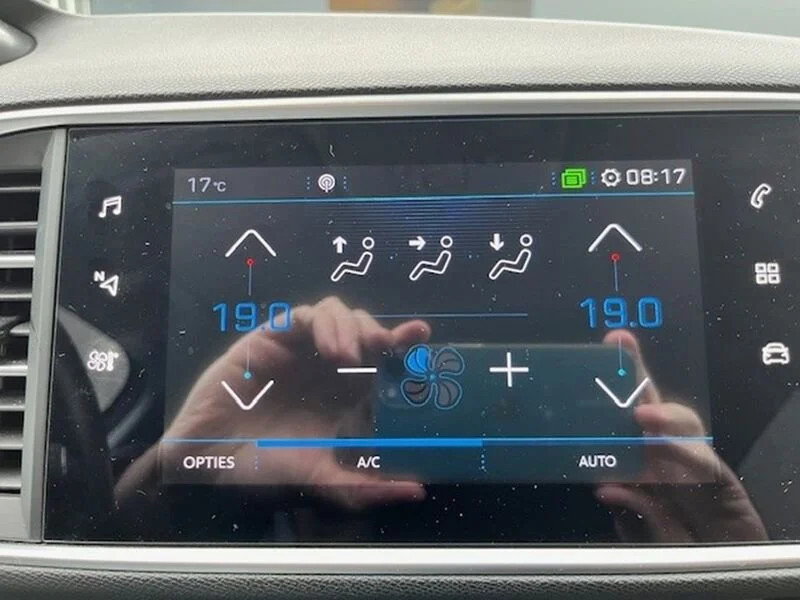 17°C 08:17
N
19.0 19.0
OPTIES A/C AUTO